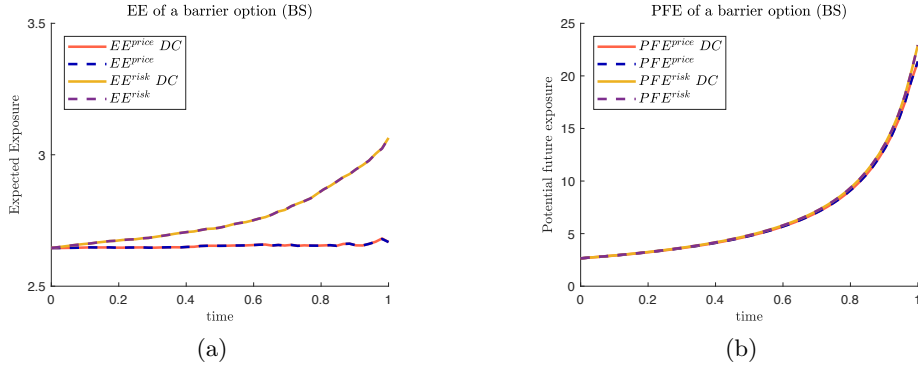 EE of a barrier option (BS)
3.5
3
2.5
Expected Exposure
EE^price DC
EE^price
EE^risk DC
EE^risk
0 0.2 0.4 0.6 0.8 1
time
(a)
PFE of a barrier option (BS)
25
20
15
10
5
0
Potential future exposure
PFE^price DC
PFE^price
PFE^risk DC
PFE^risk
0 0.2 0.4 0.6 0.8 1
time
(b)